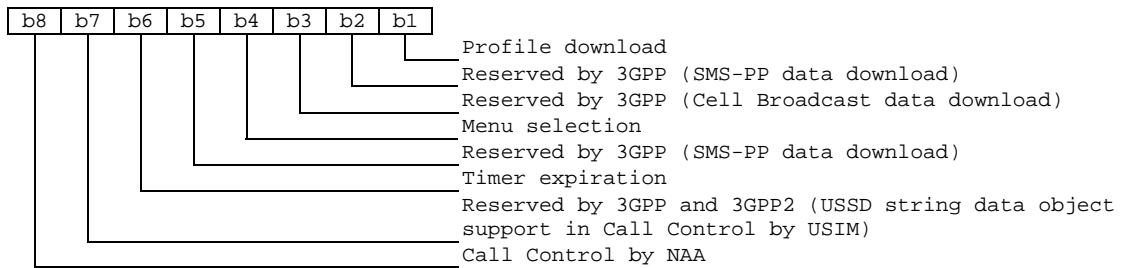 b8 b7 b6 b5 b4 b3 b2 b1
Profile download
Reserved by 3GPP (SMS-PP data download)
Reserved by 3GPP (Cell Broadcast data download)
Menu selection
Reserved by 3GPP (SMS-PP data download)
Timer expiration
Reserved by 3GPP and 3GPP2 (USSD string data object
support in Call Control by USIM)
Call Control by NAA